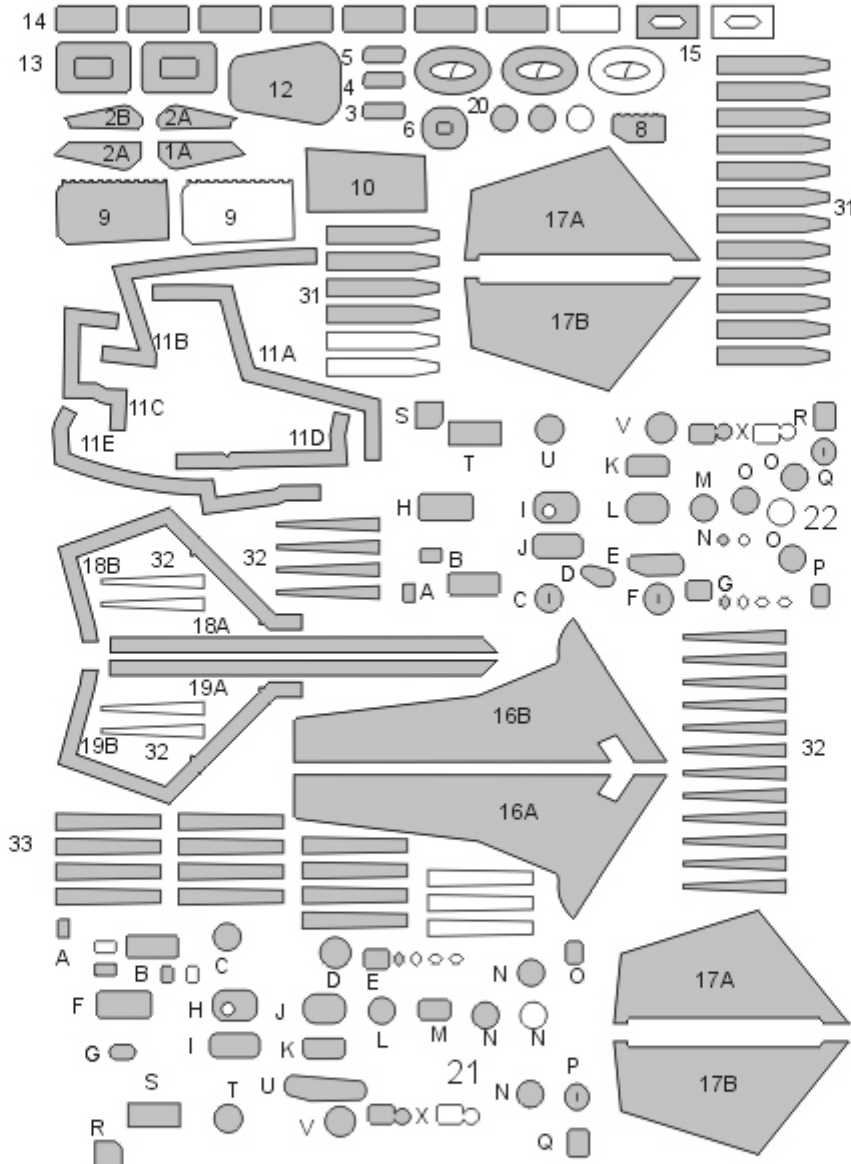 14
15
13
12
5
4
3
6
20
8
2B 2A
2A 1A
9 9
10
17A
31
31
17B
11B
11A
11C
11E
11D
S
T
U
V
X
R
K
M
O
O
Q
H
I
L
22
N
O
J
B
A
D
E
C
F
G
P
18B
32
32
18A
19A
19B
32
16B
32
16A
33
A
B
C
D
E
N
O
17A
F
H
J
L
M
N
N
G
I
K
21
P
17B
S
T
U
N
R
V
X
Q